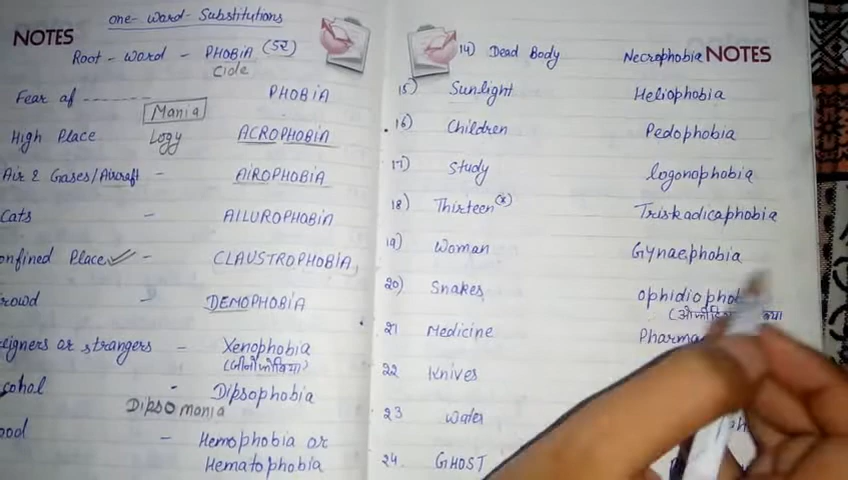 one-word-Substitutions
NOTES
Root-word - PHOBIA (डर)
Cide
Fear of ------- PHOBIA
Mania
High Place Logy ACROPHOBIA
Air & Gases/Aircraft - AIROPHOBIA
Cats - AILUROPHOBIA
onfined Place - CLAUSTROPHOBIA
rowd - DEMOPHOBIA
eigners or strangers - Xenophobia
cohol - Dipsophobia
Dipsomania
ood - Hemophobia or
Hematophobia
14) Dead Body Necrophobia NOTES
15) Sunlight Heliophobia
16) Children Pedophobia
17) Study Logonophobia
18) Thirteen (x) Triskadicaphobia
19) Woman Gynaephobia
20) Snakes ophidiophob
21 Medicine Pharma
22 Knives
23 Water
24. GHOST